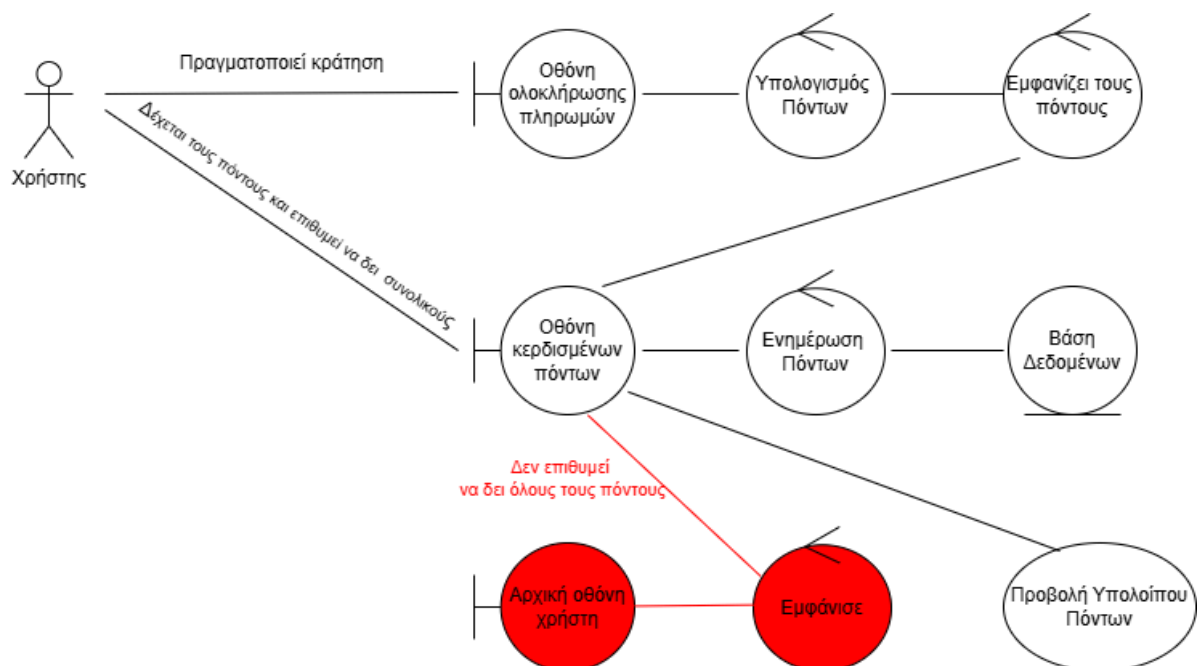 Πραγματοποιεί κράτηση
Οθόνη
ολοκλήρωσης
πληρωμών
Υπολογισμός
Πόντων
Εμφανίζει τους
πόντους
Χρήστης
Δέχεται τους πόντους και επιθυμεί να δει συνολικούς
Οθόνη
κερδισμένων
πόντων
Ενημέρωση
Πόντων
Βάση
Δεδομένων
Δεν επιθυμεί
να δει όλους τους πόντους
Αρχική οθόνη
χρήστη
Εμφάνισε
Προβολή Υπολοίπου
Πόντων